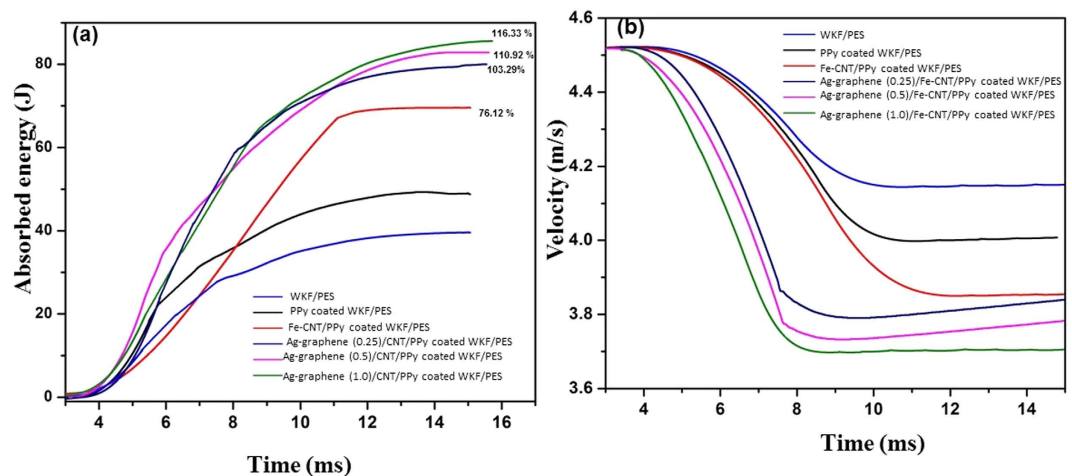 (a)
116.33 %
110.92 %
103.29%
76.12 %
80
60
40
20
0
Absorbed energy (J)
WKF/PES
PPy coated WKF/PES
Fe-CNT/PPy coated WKF/PES
Ag-graphene (0.25)/CNT/PPy coated WKF/PES
Ag-graphene (0.5)/CNT/PPy coated WKF/PES
Ag-graphene (1.0)/CNT/PPy coated WKF/PES
4 6 8 10 12 14 16
Time (ms)
(b)
4.6
4.4
4.2
4.0
3.8
3.6
Velocity (m/s)
WKF/PES
PPy coated WKF/PES
Fe-CNT/PPy coated WKF/PES
Ag-graphene (0.25)/Fe-CNT/PPy coated WKF/PES
Ag-graphene (0.5)/Fe-CNT/PPy coated WKF/PES
Ag-graphene (1.0)/Fe-CNT/PPy coated WKF/PES
4 6 8 10 12 14
Time (ms)